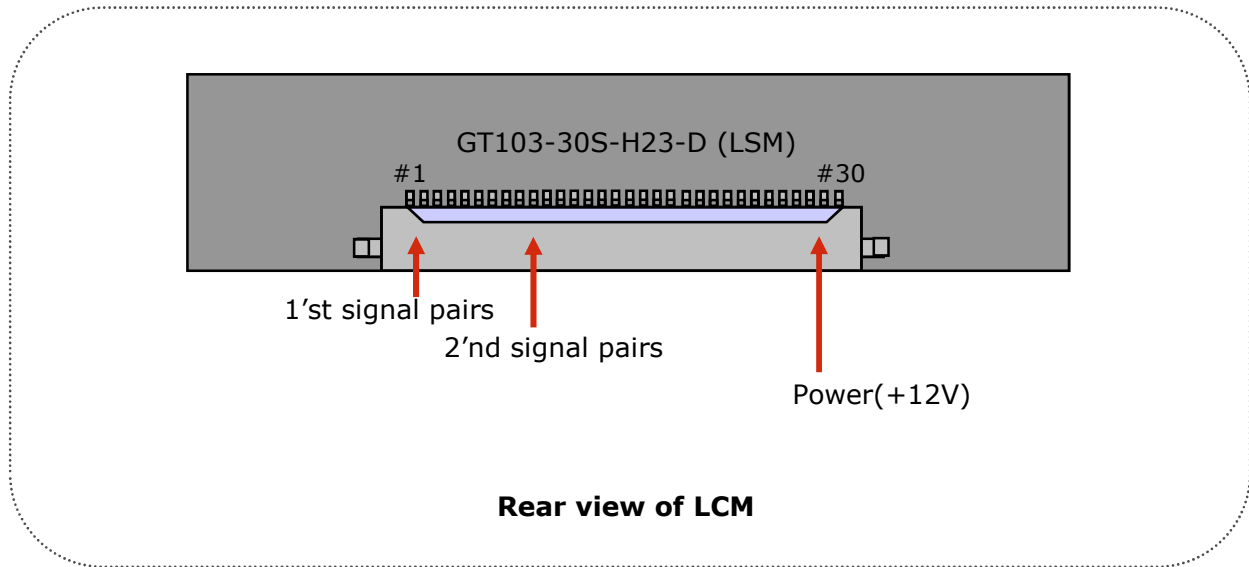 GT103-30S-H23-D (LSM)
#1 #30
1’st signal pairs
2’nd signal pairs
Power(+12V)
Rear view of LCM